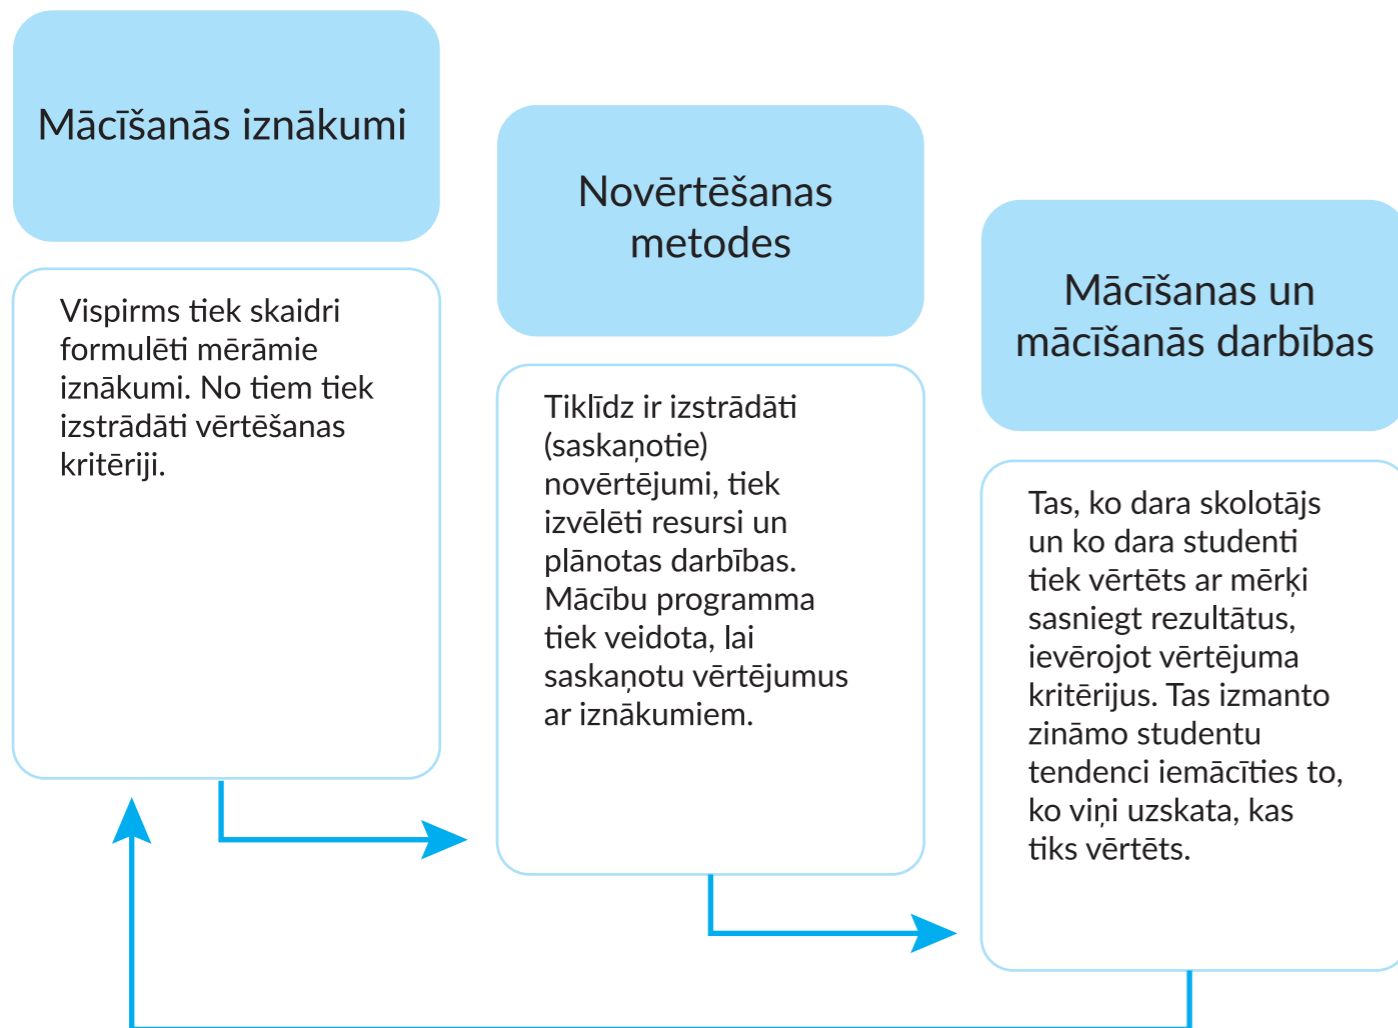 Mācīšanās iznākumi
Vispirms tiek skaidri
formulēti mērāmie
iznākumi. No tiem tiek
izstrādāti vērtēšanas
kritēriji.
Novērtēšanas
metodes
Tiklīdz ir izstrādāti
(saskaņotie)
novērtējumi, tiek
izvēlēti resursi un
plānotas darbības.
Mācību programma
tiek veidota, lai
saskaņotu vērtējumus
ar iznākumiem.
Mācīšanas un
mācīšanās darbības
Tas, ko dara skolotājs
un ko dara studenti
tiek vērtēts ar mērķi
sasniegt rezultātus,
ievērojot vērtējuma
kritērijus. Tas izmanto
zināmo studentu
tendenci iemācīties to,
ko viņi uzskata, kas
tiks vērtēts.